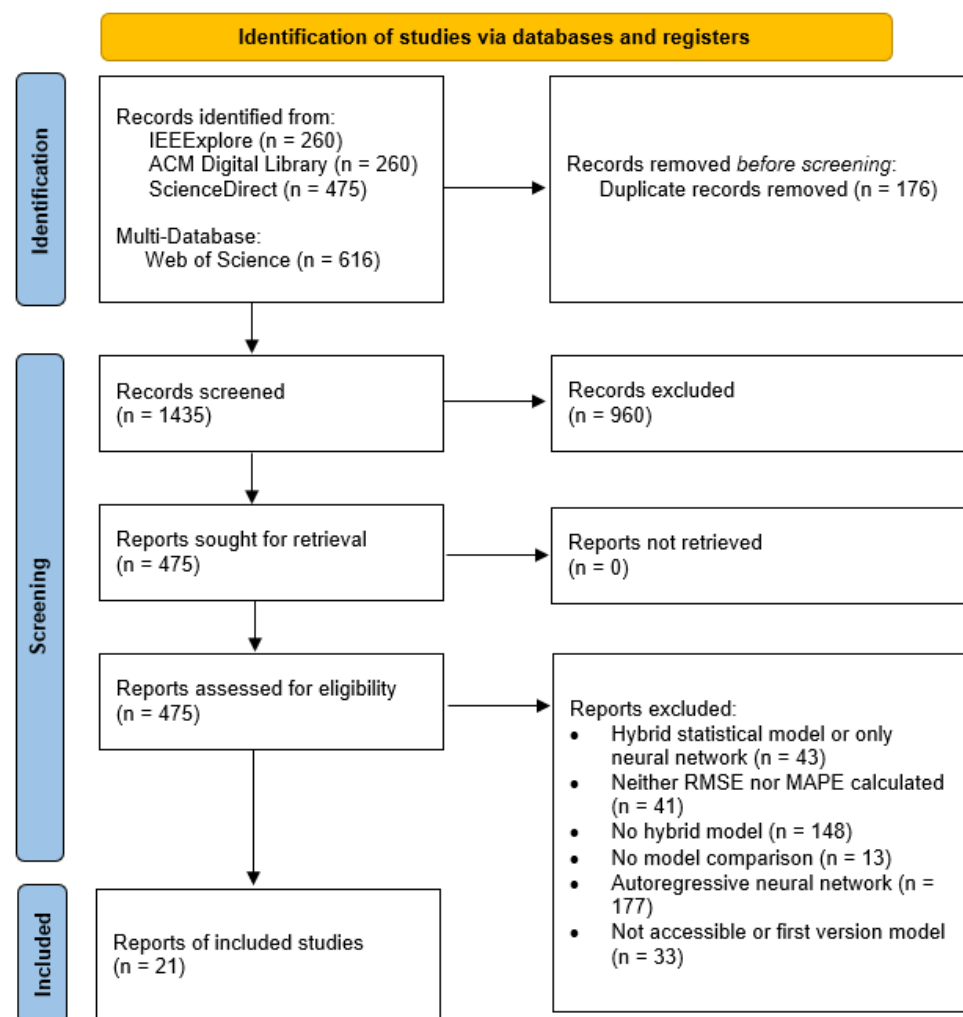 Identification of studies via databases and registers
Identification
Records identified from:
IEEExplore (n = 260)
ACM Digital Library (n = 260)
ScienceDirect (n = 475)
Multi-Database:
Web of Science (n = 616)
Records removed before screening:
Duplicate records removed (n = 176)
Screening
Records screened
(n = 1435)
Records excluded
(n = 960)
Reports sought for retrieval
(n = 475)
Reports not retrieved
(n = 0)
Reports assessed for eligibility
(n = 475)
Reports excluded:
• Hybrid statistical model or only
neural network (n = 43)
• Neither RMSE nor MAPE calculated
(n = 41)
• No hybrid model (n = 148)
• No model comparison (n = 13)
• Autoregressive neural network (n =
177)
• Not accessible or first version model
(n = 33)
Included
Reports of included studies
(n = 21)